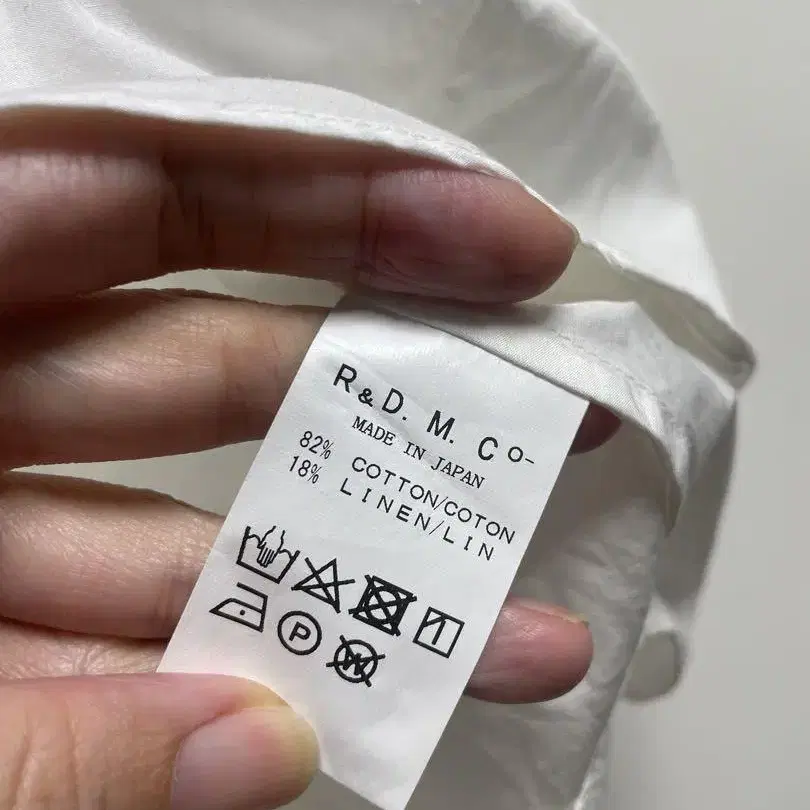 R&D. M. Co-
MADE IN JAPAN
82% COTTON/COTON
18% LINEN/LIN
P
W